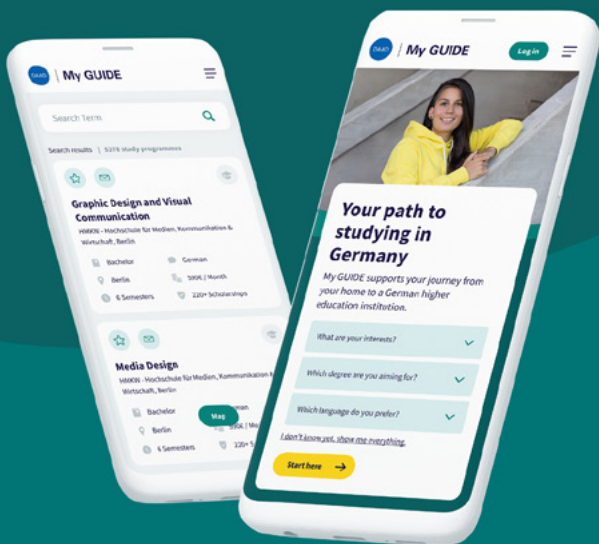 DAAD | My GUIDE
Search Term
Search results | 5378 study programmes
Graphic Design and Visual
Communication
HMKW - Hochschule für Medien, Kommunikation &
Wirtschaft, Berlin
Bachelor German
Berlin 590€ / Month
6 Semesters 220+ Scholarships
Media Design
HMKW - Hochschule für Medien, Kommunikation &
Wirtschaft, Berlin
Bachelor
Berlin
6 Semesters 220+ S
Map
DAAD | My GUIDE
Log in
Your path to
studying in
Germany
My GUIDE supports your journey from
your home to a German higher
education institution.
What are your interests?
Which degree are you aiming for?
Which language do you prefer?
I don't know yet, show me everything.
Start here